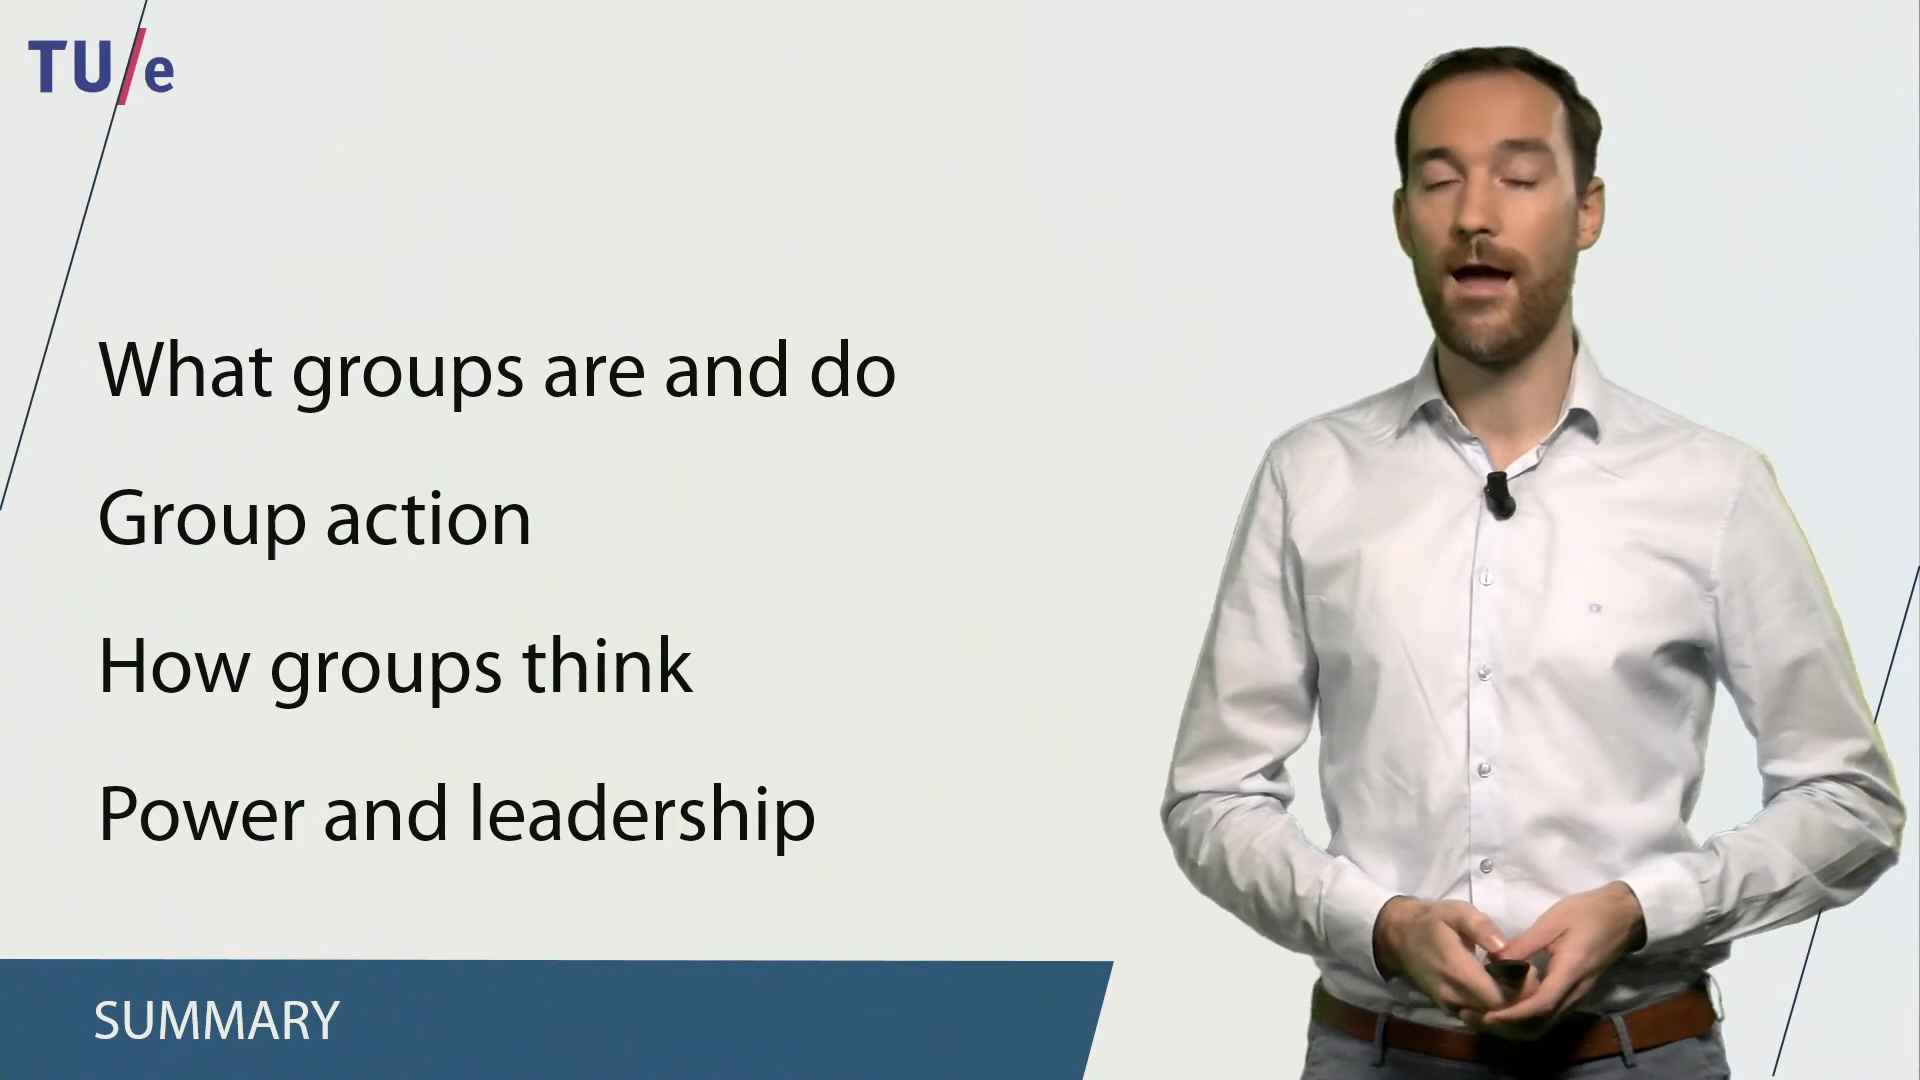 TU/e
What groups are and do
Group action
How groups think
Power and leadership
SUMMARY